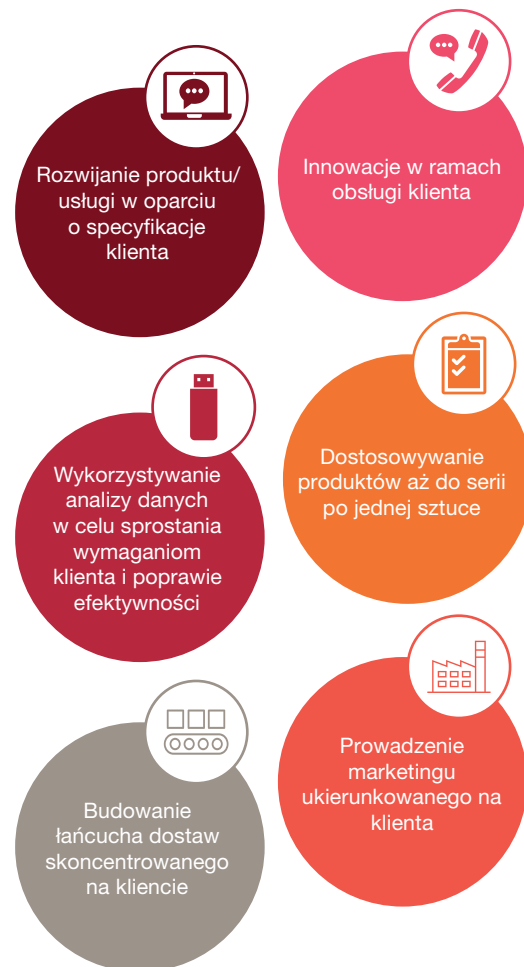 Rozwijanie produktu/
usługi w oparciu
o specyfikacje
klienta
Innowacje w ramach
obsługi klienta
Wykorzystywanie
analizy danych
w celu sprostania
wymaganiom
klienta i poprawie
efektywności
Dostosowywanie
produktów aż do serii
po jednej sztuce
Budowanie
łańcucha dostaw
skoncentrowanego
na kliencie
Prowadzenie
marketingu
ukierunkowanego na
klienta